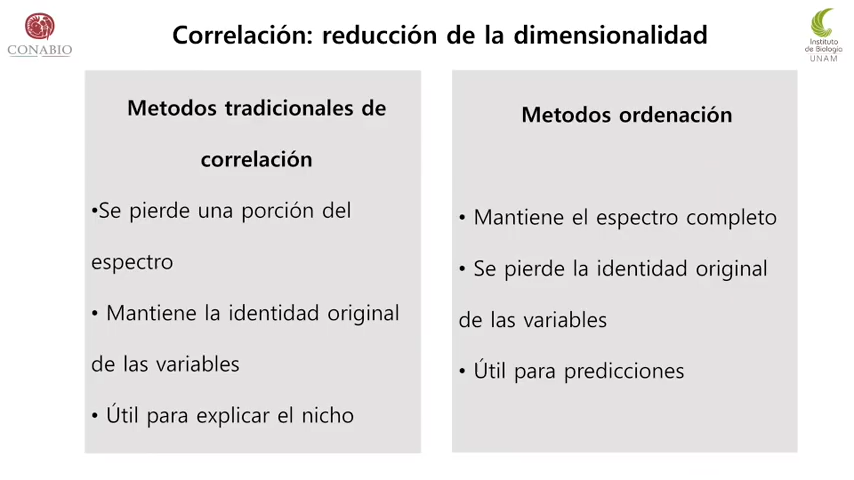 CONABIO
Correlación: reducción de la dimensionalidad
Instituto
de Biología
UNAM
Metodos tradicionales de
correlación
•Se pierde una porción del
espectro
• Mantiene la identidad original
de las variables
• Útil para explicar el nicho
Metodos ordenación
• Mantiene el espectro completo
• Se pierde la identidad original
de las variables
• Útil para predicciones